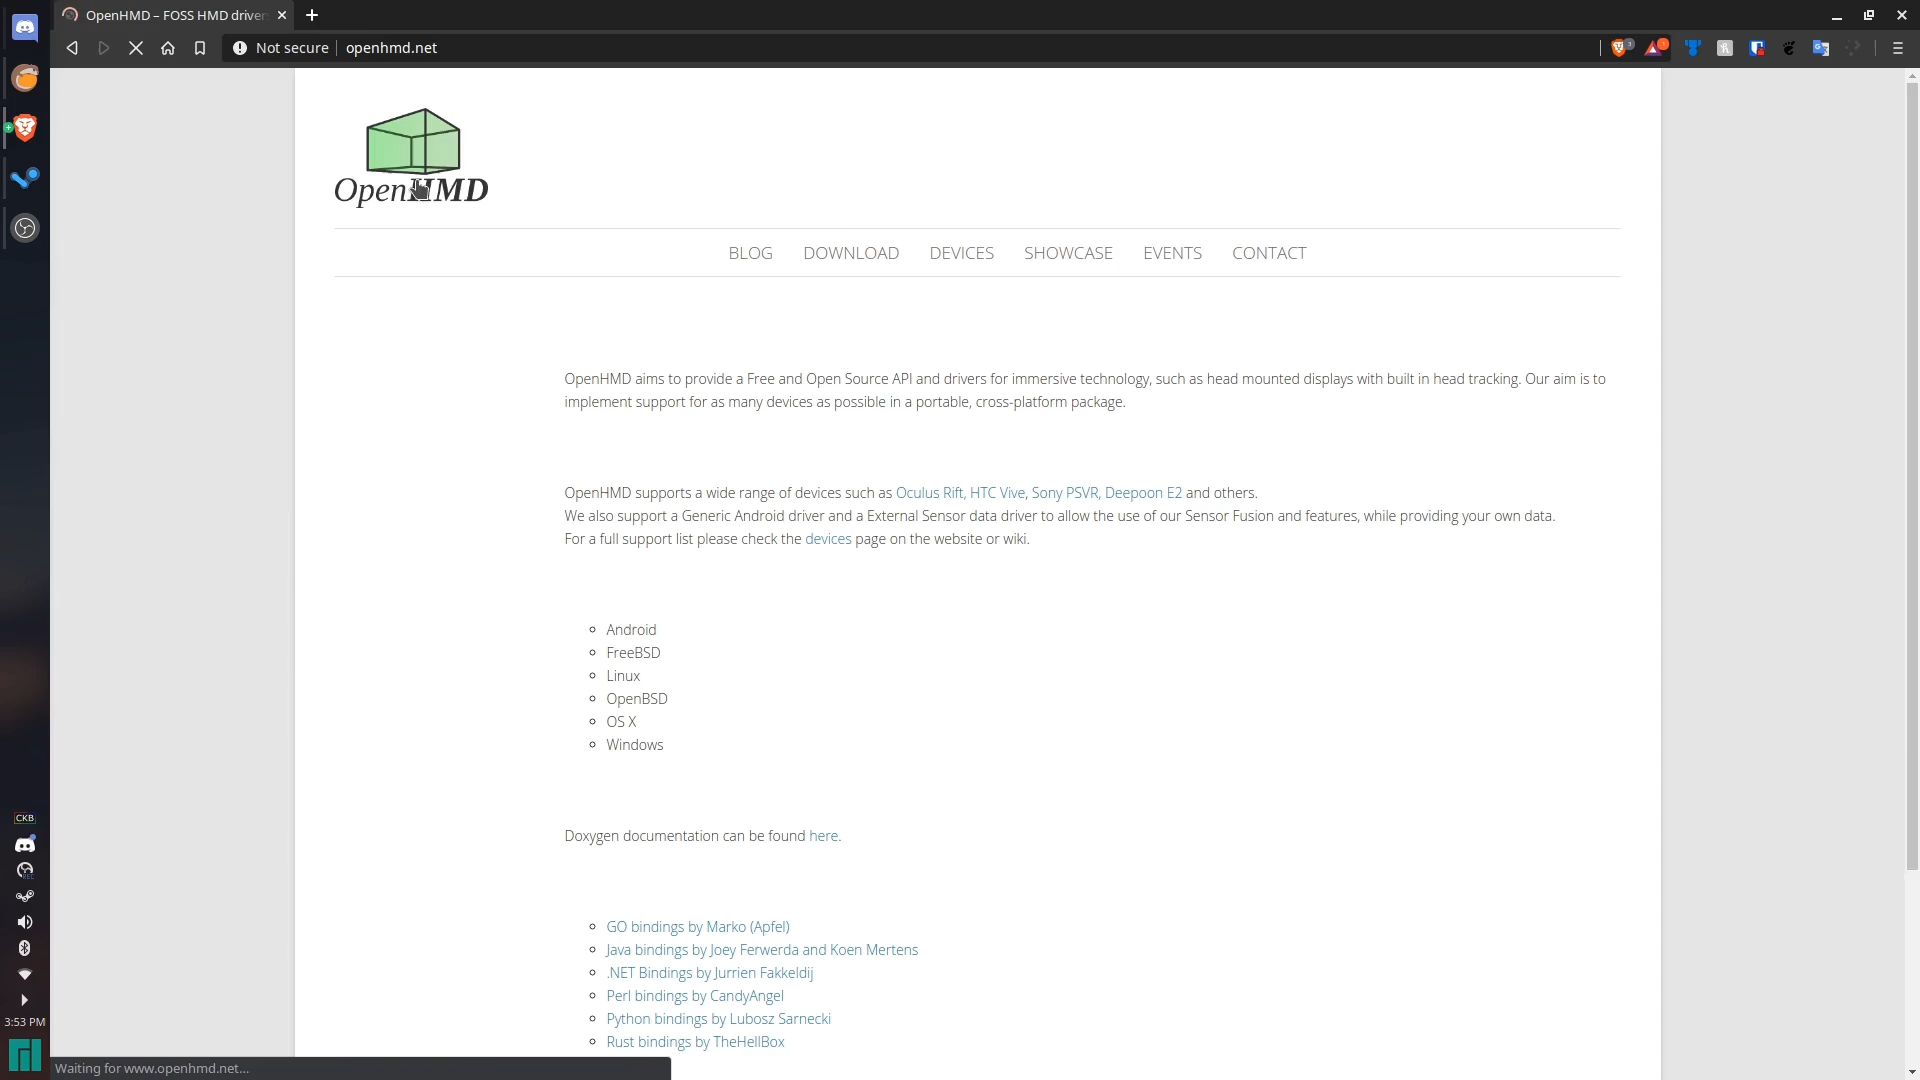 OpenHMD – FOSS HMD driver
Not secure
openhmd.net
3
1
OpenHMD
BLOG
DOWNLOAD
DEVICES
SHOWCASE
EVENTS
CONTACT
OpenHMD aims to provide a Free and Open Source API and drivers for immersive technology, such as head mounted displays with built in head tracking. Our aim is to
implement support for as many devices as possible in a portable, cross-platform package.
OpenHMD supports a wide range of devices such as Oculus Rift, HTC Vive, Sony PSVR, Deepoon E2 and others.
We also support a Generic Android driver and a External Sensor data driver to allow the use of our Sensor Fusion and features, while providing your own data.
For a full support list please check the devices page on the website or wiki.
Android
FreeBSD
Linux
OpenBSD
OS X
Windows
Doxygen documentation can be found here.
GO bindings by Marko (Apfel)
Java bindings by Joey Ferwerda and Koen Mertens
.NET Bindings by Jurrien Fakkeldij
Perl bindings by CandyAngel
Python bindings by Lubosz Sarnecki
Rust bindings by TheHellBox
CKB
REC
3:53 PM
Waiting for www.openhmd.net...